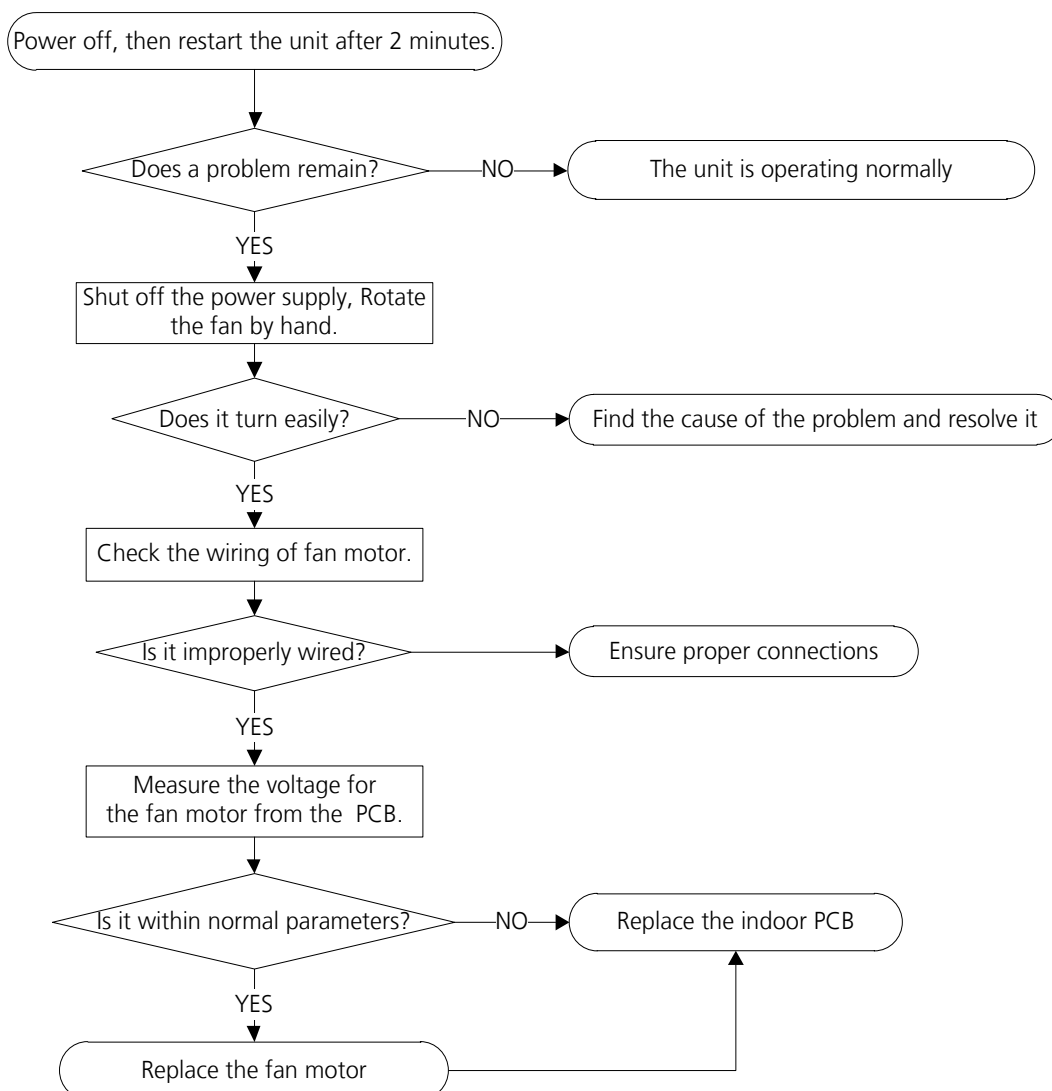 Power off, then restart the unit after 2 minutes.
Does a problem remain?
NO
The unit is operating normally
YES
Shut off the power supply, Rotate
the fan by hand.
Does it turn easily?
NO
Find the cause of the problem and resolve it
YES
Check the wiring of fan motor.
Is it improperly wired?
Ensure proper connections
YES
Measure the voltage for
the fan motor from the PCB.
Is it within normal parameters?
NO
Replace the indoor PCB
YES
Replace the fan motor